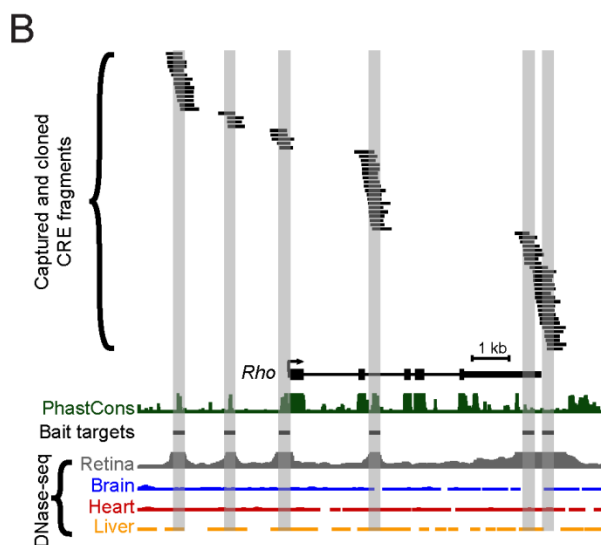 B
Captured and cloned
CRE fragments
1 kb
Rho
PhastCons
Bait targets
DNase-seq
Retina
Brain
Heart
Liver